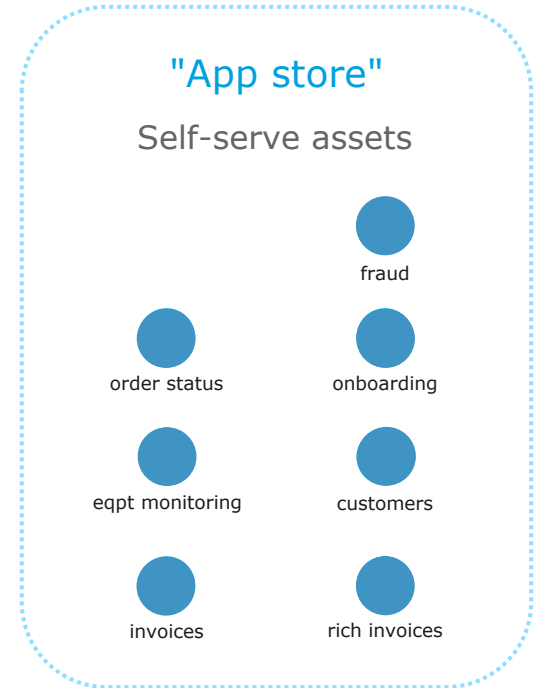 "App store"
Self-serve assets
fraud
order status
onboarding
eqpt monitoring
customers
invoices
rich invoices